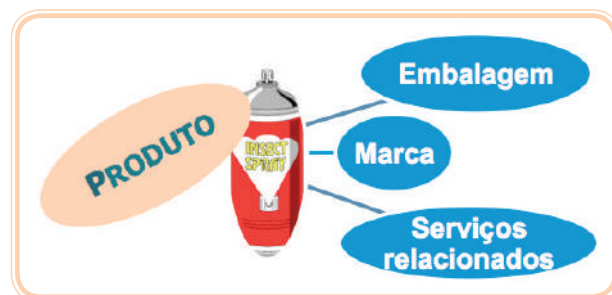 PRODUTO
INSECT
SPRAY
Embalagem
Marca
Serviços
relacionados